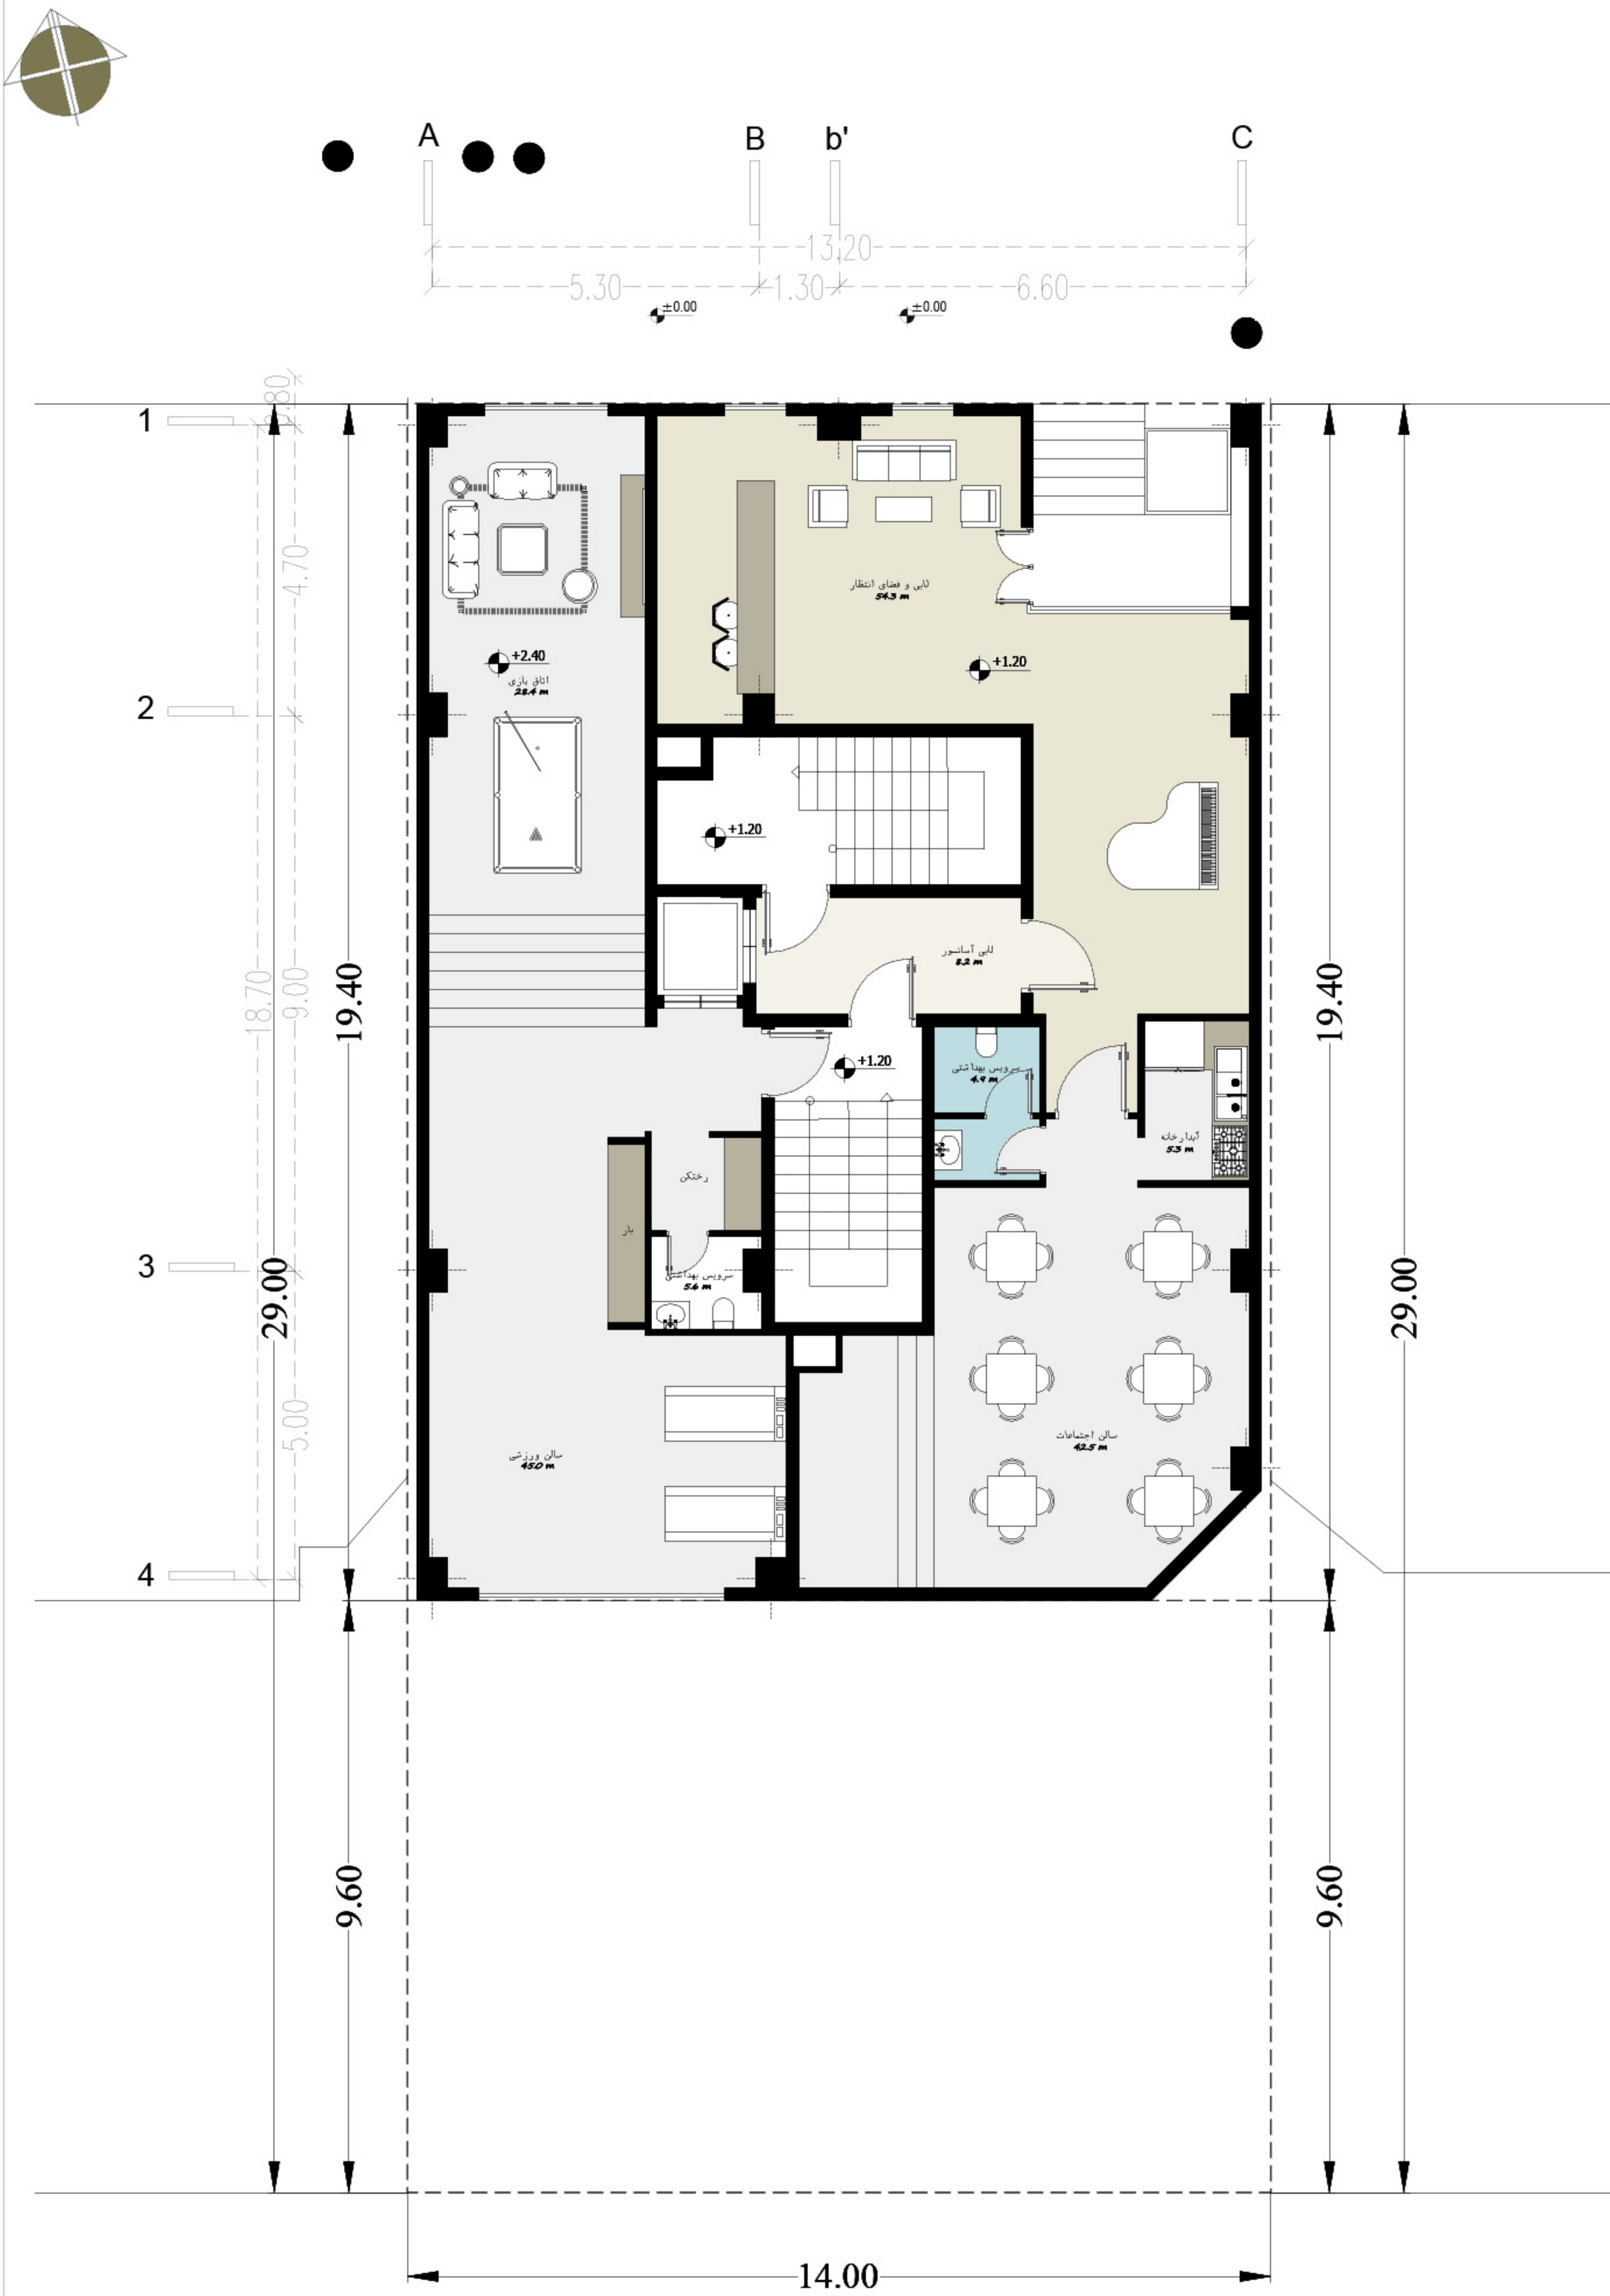 A
B
b'
C
13.20
5.30
1.30
6.60
±0.00
±0.00
1
2
3
4
.80
4.70
18.70
9.00
5.00
19.40
29.00
9.60
19.40
29.00
9.60
14.00
لابی و فضای انتظار
54.3 m
+2.40
اتاق بازی
28.4 m
+1.20
+1.20
لابی آسانسور
8.2 m
+1.20
سرویس بهداشتی
4.9 m
آبدارخانه
5.3 m
رختکن
بار
سرویس بهداشتی
5.6 m
سالن ورزشی
45.0 m
سالن اجتماعات
42.5 m